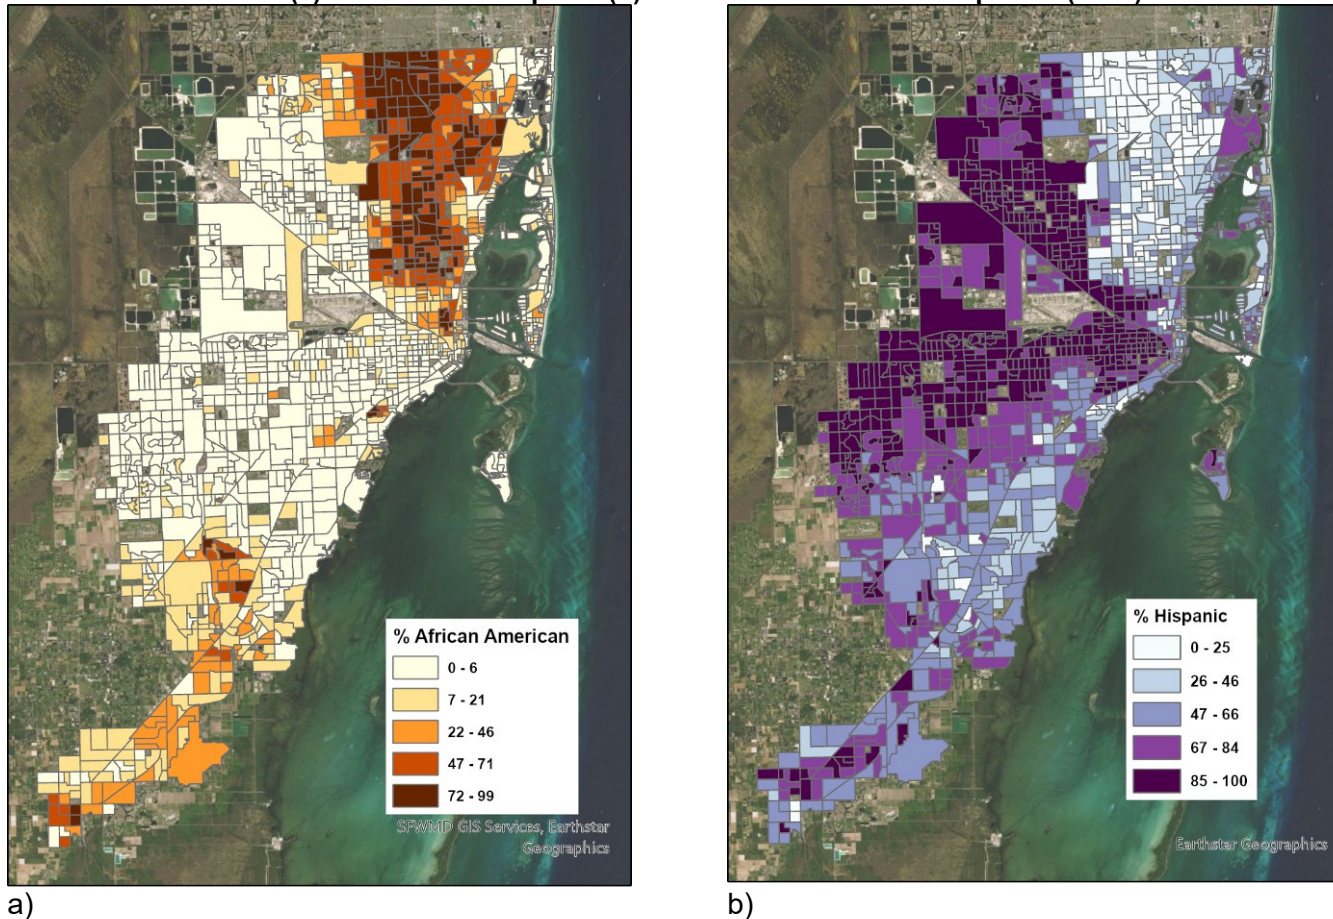 % African American
0 - 6
7 - 21
22 - 46
47 - 71
72 - 99
SFWMD GIS Services, Earthstar
Geographics
a)
% Hispanic
0 - 25
26 - 46
47 - 66
67 - 84
85 - 100
Earthstar Geographics
b)